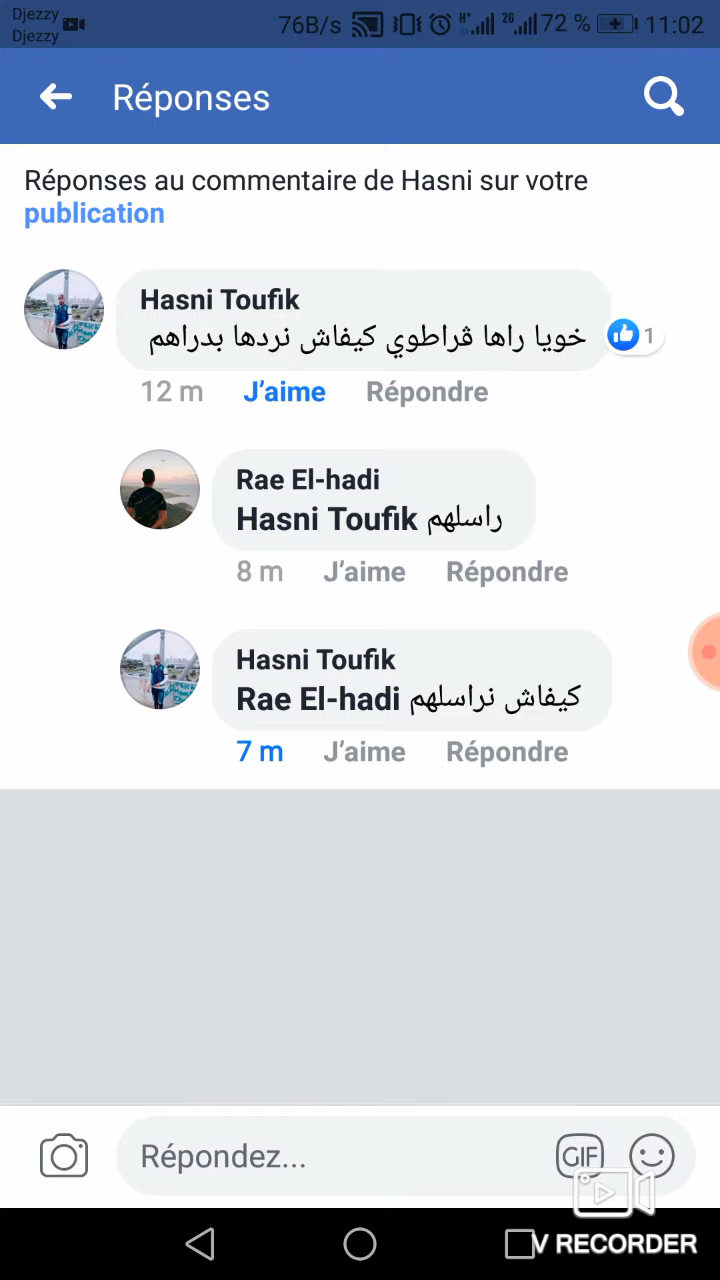 Djezzy
Djezzy
76B/s H+ 2G 72 % 11:02
Réponses
Réponses au commentaire de Hasni sur votre
publication
Hasni Toufik
خويا راها ڨراطوي كيفاش نردها بدراهم
1
12 m J’aime Répondre
Rae El-hadi
Hasni Toufik راسلهم
8 m J’aime Répondre
Hasni Toufik
Rae El-hadi كيفاش نراسلهم
7 m J’aime Répondre
Répondez...
GIF
V RECORDER